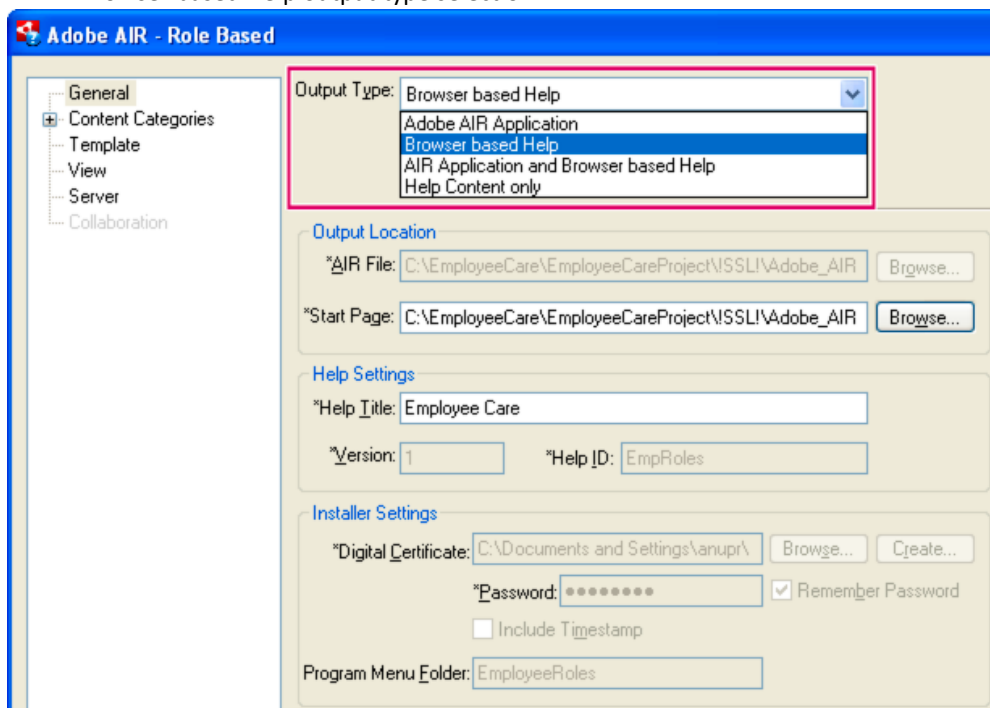 Adobe AIR - Role Based
General
Content Categories
Template
View
Server
Collaboration
Output Type: Browser based Help
Adobe AIR Application
Browser based Help
AIR Application and Browser based Help
Help Content only
Output Location
*AIR File: C:\EmployeeCare\EmployeeCareProject\!SSL!\Adobe_AIR Browse...
*Start Page: C:\EmployeeCare\EmployeeCareProject\!SSL!\Adobe_AIR Browse...
Help Settings
*Help Title: Employee Care
*Version: 1 *Help ID: EmpRoles
Installer Settings
*Digital Certificate: C:\Documents and Settings\anupr\ Browse... Create...
*Password: ●●●●●●●● Remember Password
Include Timestamp
Program Menu Folder: EmployeeRoles